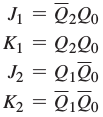 J₁ = Q̅₂Q₀
K₁ = Q₂Q₀
J₂ = Q₁Q̅₀
K₂ = Q̅₁Q̅₀